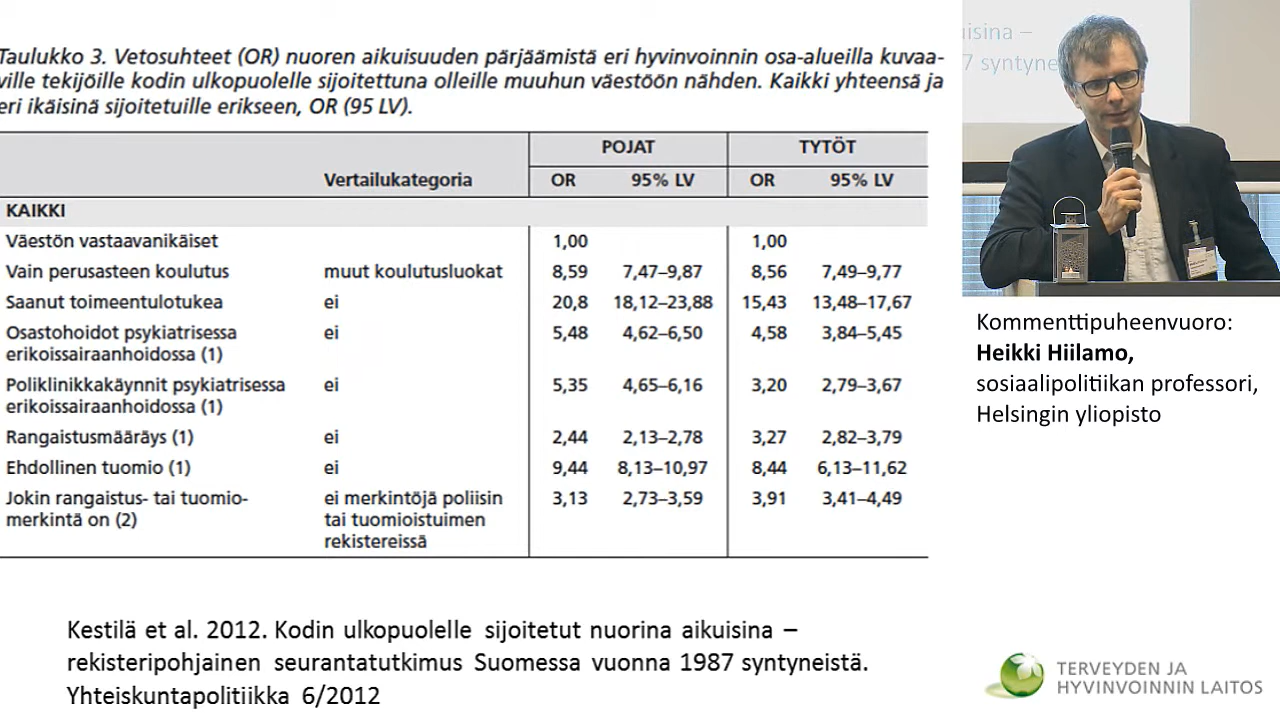 Taulukko 3. Vetosuhteet (OR) nuoren aikuisuuden pärjäämistä eri hyvinvoinnin osa-alueilla kuvaa-
ville tekijöille kodin ulkopuolelle sijoitettuna olleille muuhun väestöön nähden. Kaikki yhteensä ja
eri ikäisinä sijoitetuille erikseen, OR (95 LV).
POJAT TYTÖT
Vertailukategoria OR 95% LV OR 95% LV
KAIKKI
Väestön vastaavanikäiset 1,00 1,00
Vain perusasteen koulutus muut koulutusluokat 8,59 7,47–9,87 8,56 7,49–9,77
Saanut toimeentulotukea ei 20,8 18,12–23,88 15,43 13,48–17,67
Osastohoidot psykiatrisessa ei 5,48 4,62–6,50 4,58 3,84–5,45
erikoissairaanhoidossa (1)
Poliklinikkakäynnit psykiatrisessa ei 5,35 4,65–6,16 3,20 2,79–3,67
erikoissairaanhoidossa (1)
Rangaistusmääräys (1) ei 2,44 2,13–2,78 3,27 2,82–3,79
Ehdollinen tuomio (1) ei 9,44 8,13–10,97 8,44 6,13–11,62
Jokin rangaistus- tai tuomio- ei merkintöjä poliisin 3,13 2,73–3,59 3,91 3,41–4,49
merkintä on (2) tai tuomioistuimen
rekistereissä
Kestilä et al. 2012. Kodin ulkopuolelle sijoitetut nuorina aikuisina –
rekisteripohjainen seurantatutkimus Suomessa vuonna 1987 syntyneistä.
Yhteiskuntapolitiikka 6/2012
uisina –
7 syntyne
Kommenttipuheenvuoro:
Heikki Hiilamo,
sosiaalipolitiikan professori,
Helsingin yliopisto
TERVEYDEN JA
HYVINVOINNIN LAITOS